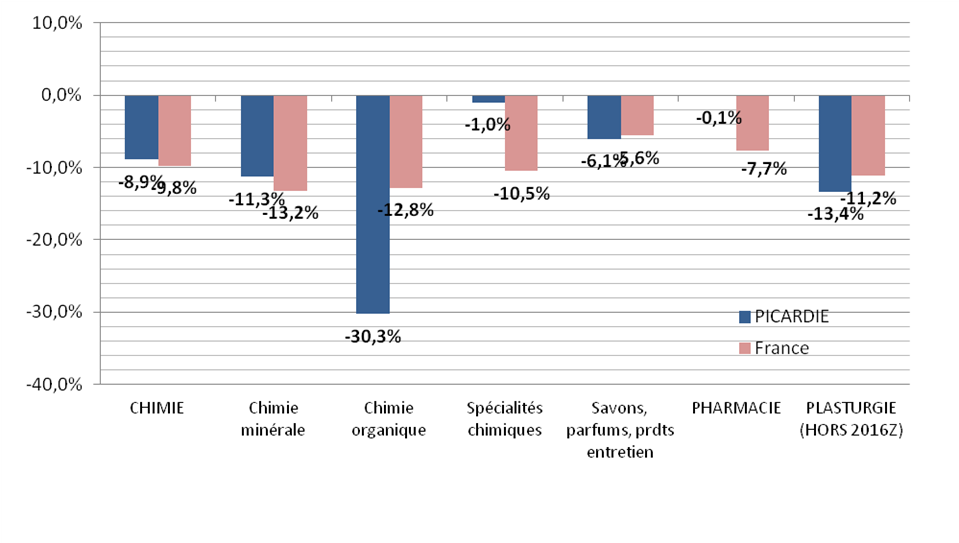 10,0%
0,0%
-10,0%
-20,0%
-30,0%
-40,0%
-8,9%
-9,8%
-11,3%
-13,2%
-30,3%
-12,8%
-1,0%
-10,5%
-6,1%
-5,6%
-0,1%
-7,7%
-13,4%
-11,2%
PICARDIE
France
CHIMIE
Chimie
minérale
Chimie
organique
Spécialités
chimiques
Savons,
parfums, prdts
entretien
PHARMACIE
PLASTURGIE
(HORS 2016Z)